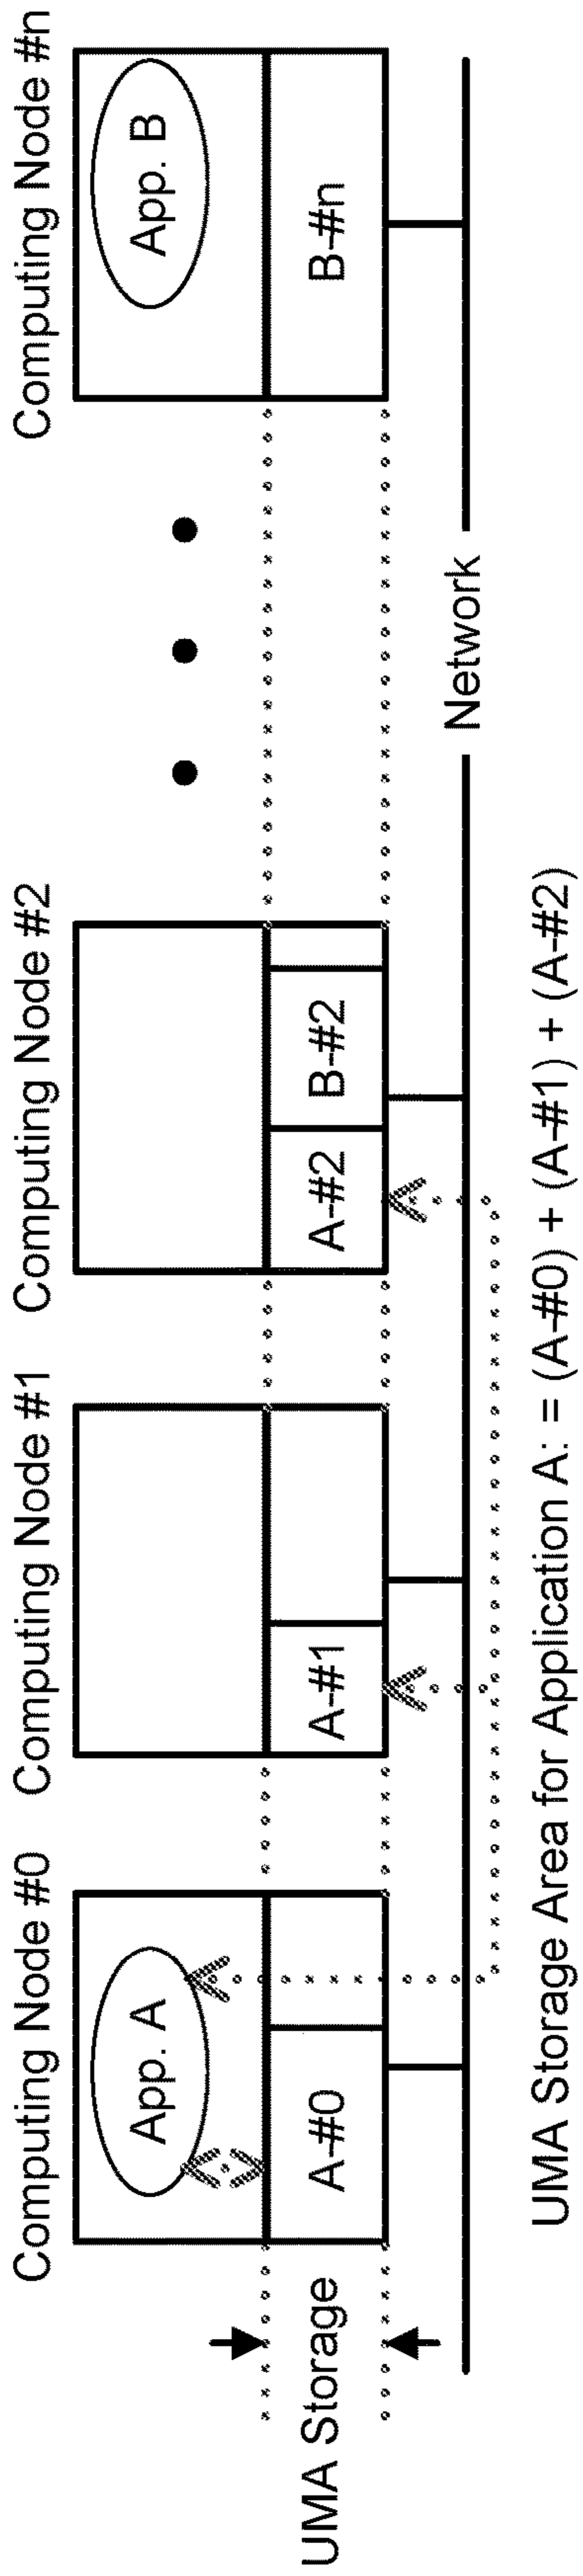 Computing Node #0
Computing Node #1
Computing Node #2
Computing Node #n
App. A
App. B
UMA Storage
A-#0
A-#1
A-#2
B-#2
B-#n
Network
UMA Storage Area for Application A: = (A-#0) + (A-#1) + (A-#2)